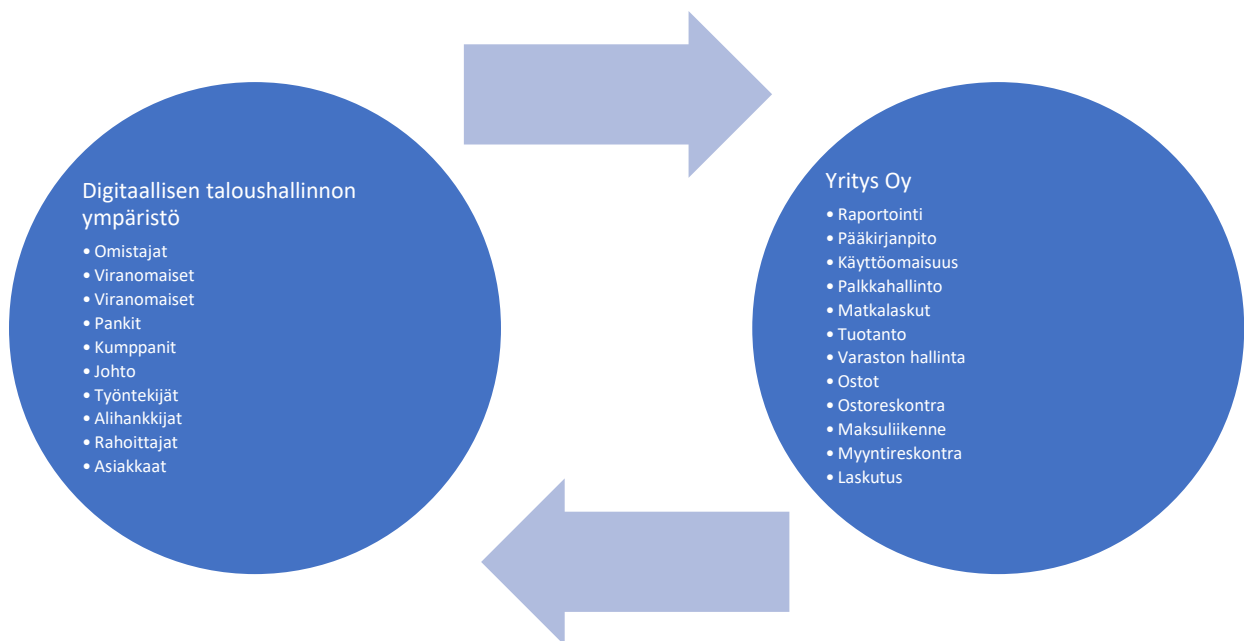 Digitaallisen taloushallinnon
ympäristö
• Omistajat
• Viranomaiset
• Viranomaiset
• Pankit
• Kumppanit
• Johto
• Työntekijät
• Alihankkijat
• Rahoittajat
• Asiakkaat
Yritys Oy
• Raportointi
• Pääkirjanpito
• Käyttöomaisuus
• Palkkahallinto
• Matkalaskut
• Tuotanto
• Varaston hallinta
• Ostot
• Ostoreskontra
• Maksuliikenne
• Myyntireskontra
• Laskutus